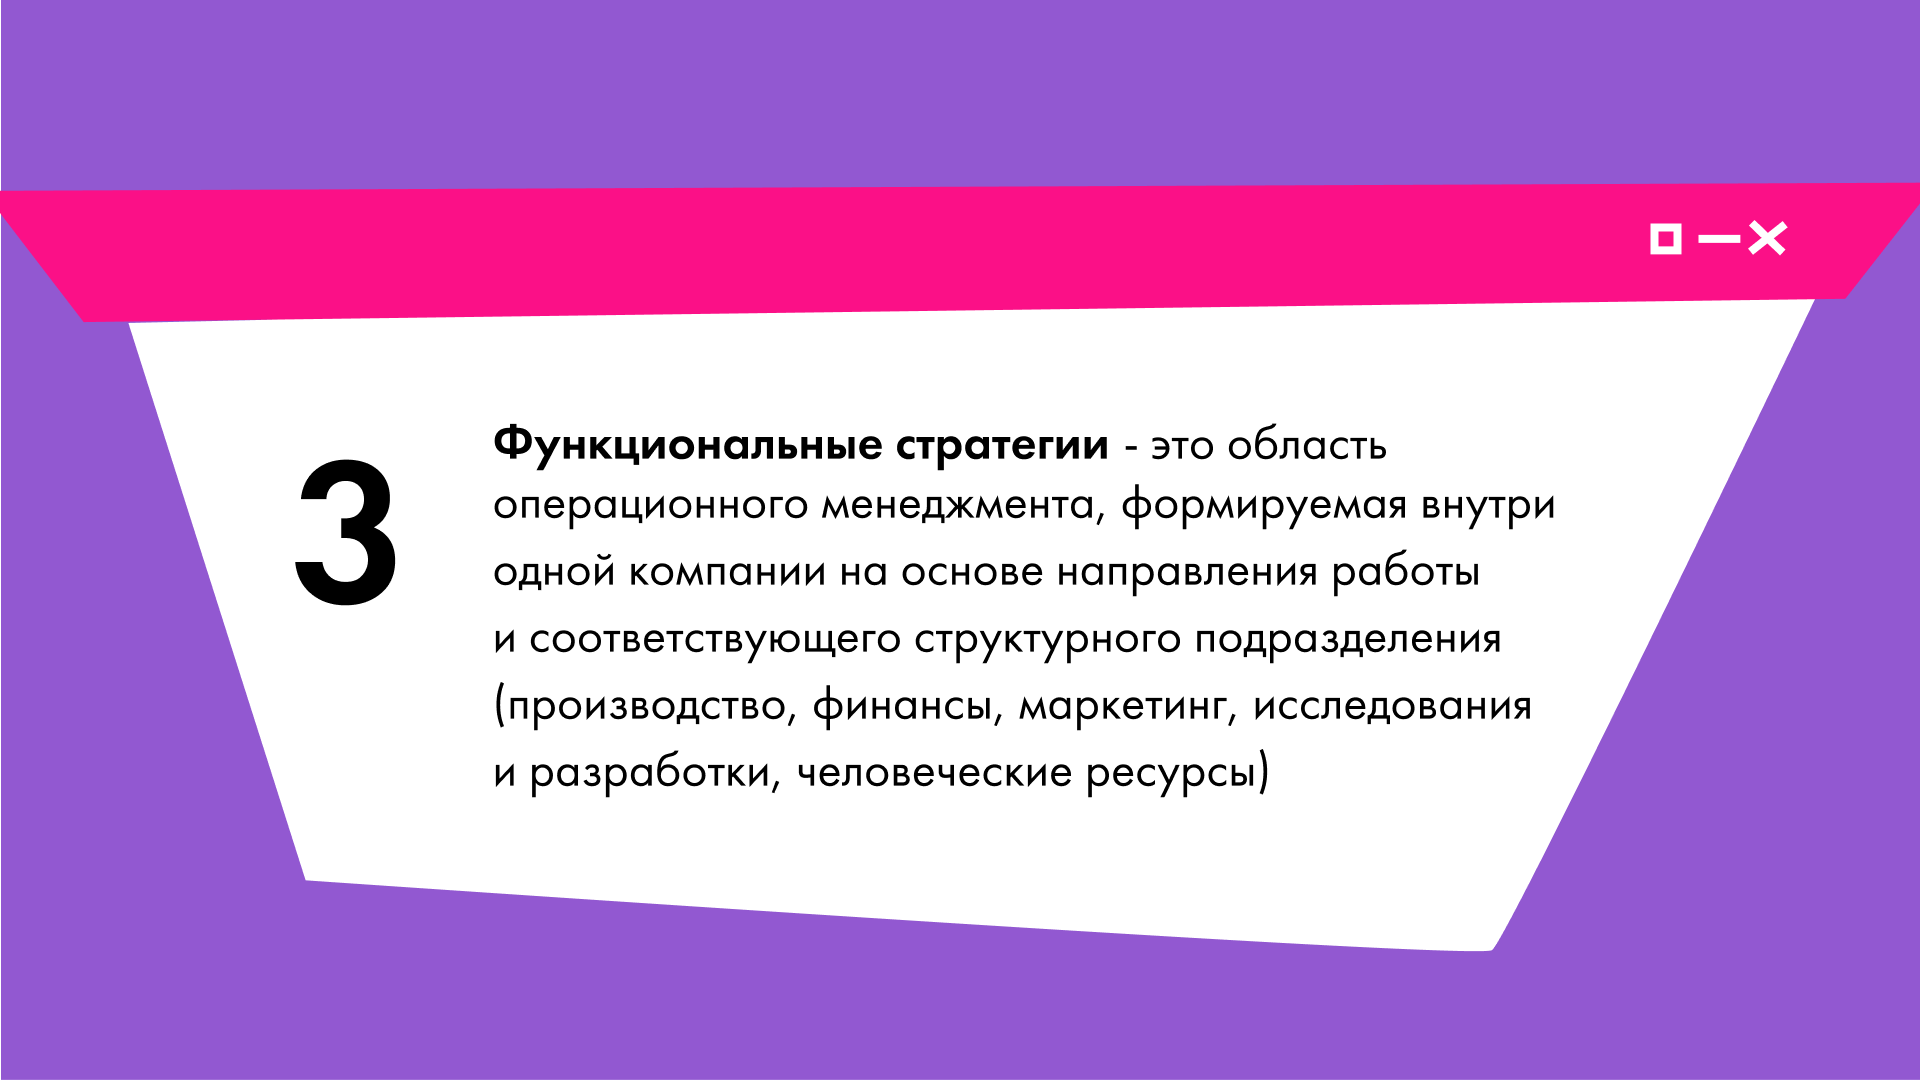 3
Функциональные стратегии - это область
операционного менеджмента, формируемая внутри
одной компании на основе направления работы
и соответствующего структурного подразделения
(производство, финансы, маркетинг, исследования
и разработки, человеческие ресурсы)